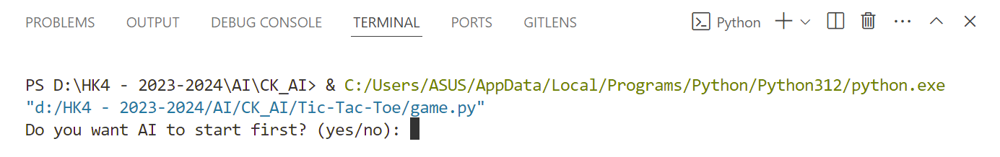 PROBLEMS OUTPUT DEBUG CONSOLE TERMINAL PORTS GITLENS Python
PS D:\HK4 - 2023-2024\AI\CK_AI> & C:/Users/ASUS/AppData/Local/Programs/Python/Python312/python.exe
"d:/HK4 - 2023-2024/AI/CK_AI/Tic-Tac-Toe/game.py"
Do you want AI to start first? (yes/no):